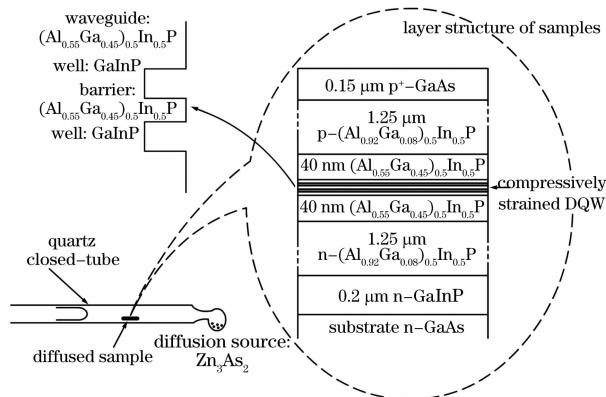 waveguide:
(Al₀.₅₅Ga₀.₄₅)₀.₅In₀.₅P
well: GaInP
barrier:
(Al₀.₅₅Ga₀.₄₅)₀.₅In₀.₅P
well: GaInP
layer structure of samples
0.15 μm p⁺-GaAs
1.25 μm
p-(Al₀.₉₂Ga₀.₀₈)₀.₅In₀.₅P
40 nm (Al₀.₅₅Ga₀.₄₅)₀.₅In₀.₅P
compressively
strained DQW
40 nm (Al₀.₅₅Ga₀.₄₅)₀.₅In₀.₅P
1.25 μm
n-(Al₀.₉₂Ga₀.₀₈)₀.₅In₀.₅P
0.2 μm n-GaInP
substrate n-GaAs
quartz
closed-tube
diffused sample
diffusion source:
Zn₃As₂